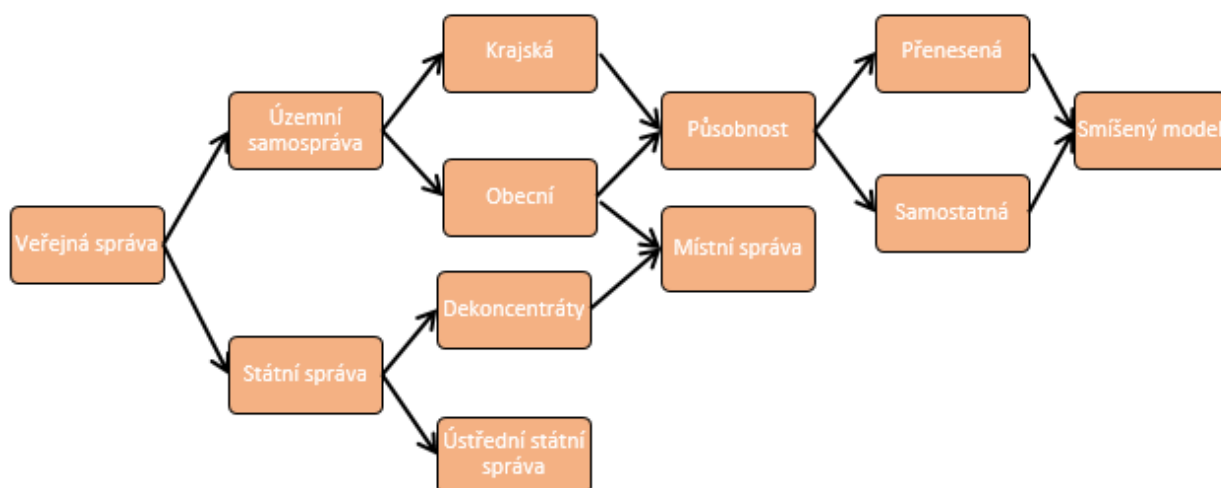 Krajská
Přenesená
Územní
samospráva
Působnost
Smíšený model
Obecní
Samostatná
Veřejná správa
Místní správa
Dekoncentráty
Státní správa
Ústřední státní
správa